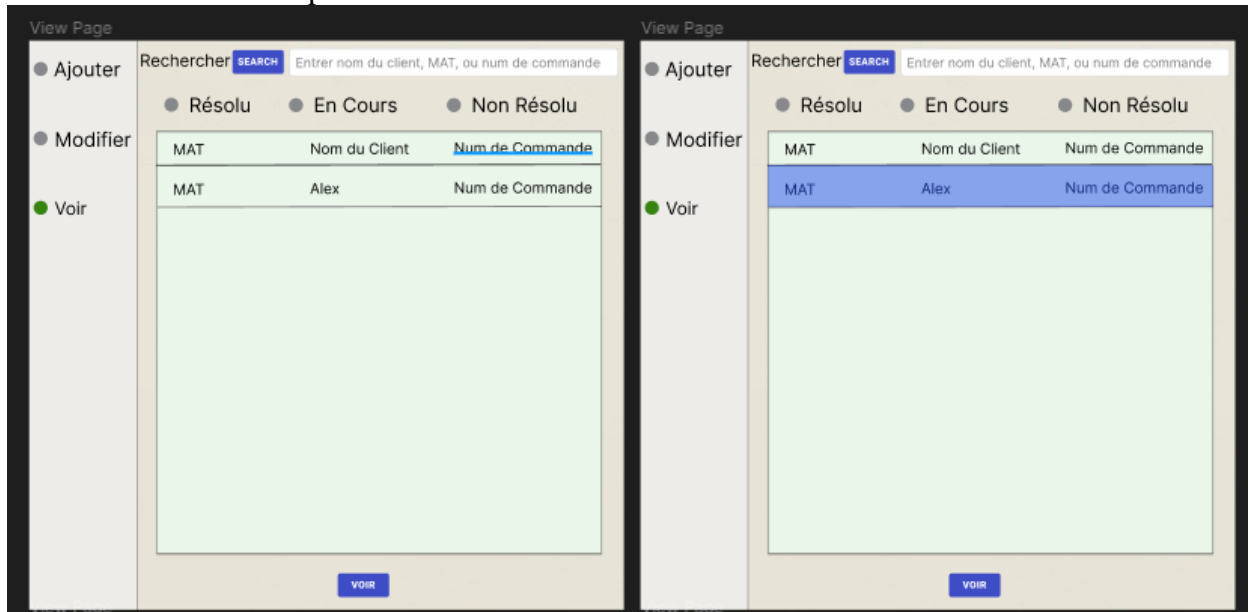 View Page
Ajouter
Modifier
Voir
Rechercher SEARCH Entrer nom du client, MAT, ou num de commande
Résolu En Cours Non Résolu
MAT Nom du Client Num de Commande
MAT Alex Num de Commande
VOIR
View Page
Ajouter
Modifier
Voir
Rechercher SEARCH Entrer nom du client, MAT, ou num de commande
Résolu En Cours Non Résolu
MAT Nom du Client Num de Commande
MAT Alex Num de Commande
VOIR